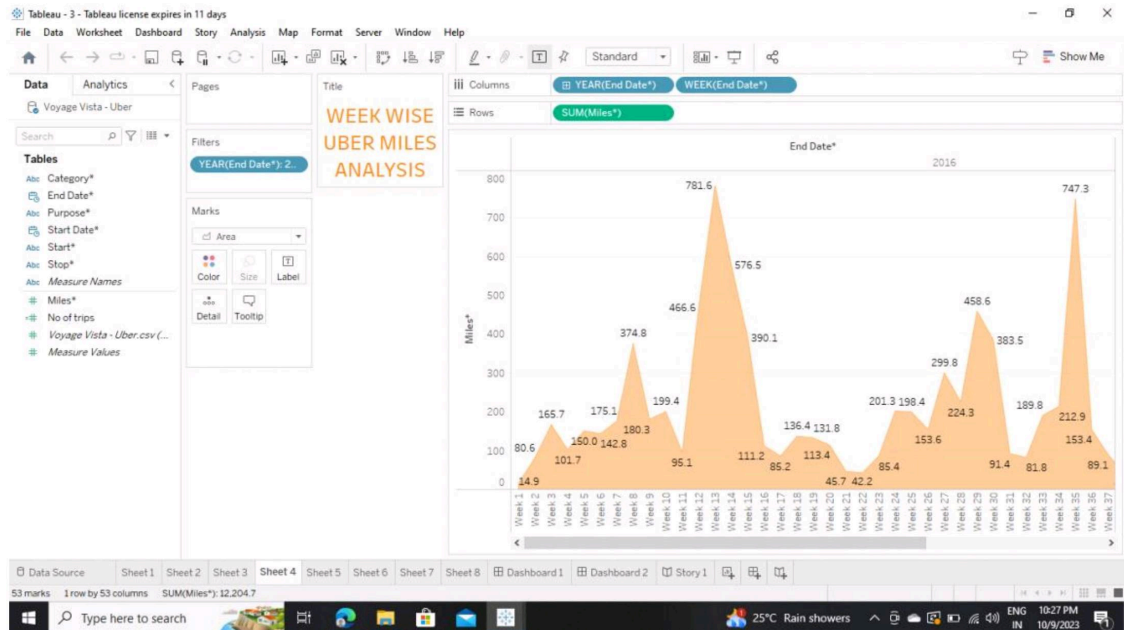 Tableau - 3 - Tableau license expires in 11 days
File Data Worksheet Dashboard Story Analysis Map Format Server Window Help
Standard
Show Me
Data Analytics
Voyage Vista - Uber
Search
Tables
Abc Category*
End Date*
Abc Purpose*
Start Date*
Abc Start*
Abc Stop*
Abc Measure Names
# Miles*
=# No of trips
# Voyage Vista - Uber.csv (...
# Measure Values
Pages
Filters
YEAR(End Date*): 2..
Marks
Area
Color Size Label
Detail Tooltip
Title
WEEK WISE
UBER MILES
ANALYSIS
iii Columns YEAR(End Date*) WEEK(End Date*)
Rows SUM(Miles*)
End Date*
2016
Miles*
800
700
600
500
400
300
200
100
0
14.9
80.6
165.7
101.7
150.0
142.8
175.1
374.8
180.3
199.4
95.1
466.6
781.6
576.5
390.1
111.2
85.2
136.4
113.4
131.8
45.7
42.2
85.4
201.3
198.4
153.6
299.8
224.3
458.6
383.5
91.4
81.8
189.8
212.9
747.3
153.4
89.1
Week 1
Week 2
Week 3
Week 4
Week 5
Week 6
Week 7
Week 8
Week 9
Week 10
Week 11
Week 12
Week 13
Week 14
Week 15
Week 16
Week 17
Week 18
Week 19
Week 20
Week 21
Week 22
Week 23
Week 24
Week 25
Week 26
Week 27
Week 28
Week 29
Week 30
Week 31
Week 32
Week 33
Week 34
Week 35
Week 36
Week 37
Data Source Sheet 1 Sheet 2 Sheet 3 Sheet 4 Sheet 5 Sheet 6 Sheet 7 Sheet 8 Dashboard 1 Dashboard 2 Story 1
53 marks 1 row by 53 columns SUM(Miles*): 12,204.7
Type here to search
25°C Rain showers
ENG 10:27 PM
IN 10/9/2023